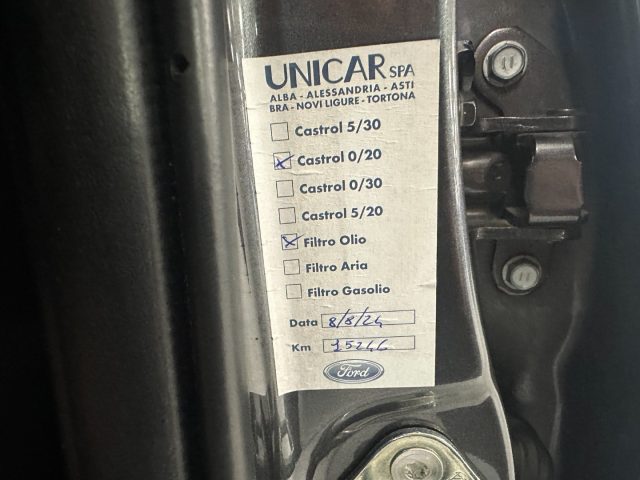 UNICAR SPA
ALBA - ALESSANDRIA - ASTI
BRA - NOVI LIGURE - TORTONA
Castrol 5/30
Castrol 0/20
Castrol 0/30
Castrol 5/20
Filtro Olio
Filtro Aria
Filtro Gasolio
Data 8/8/24
Km 15246
Ford